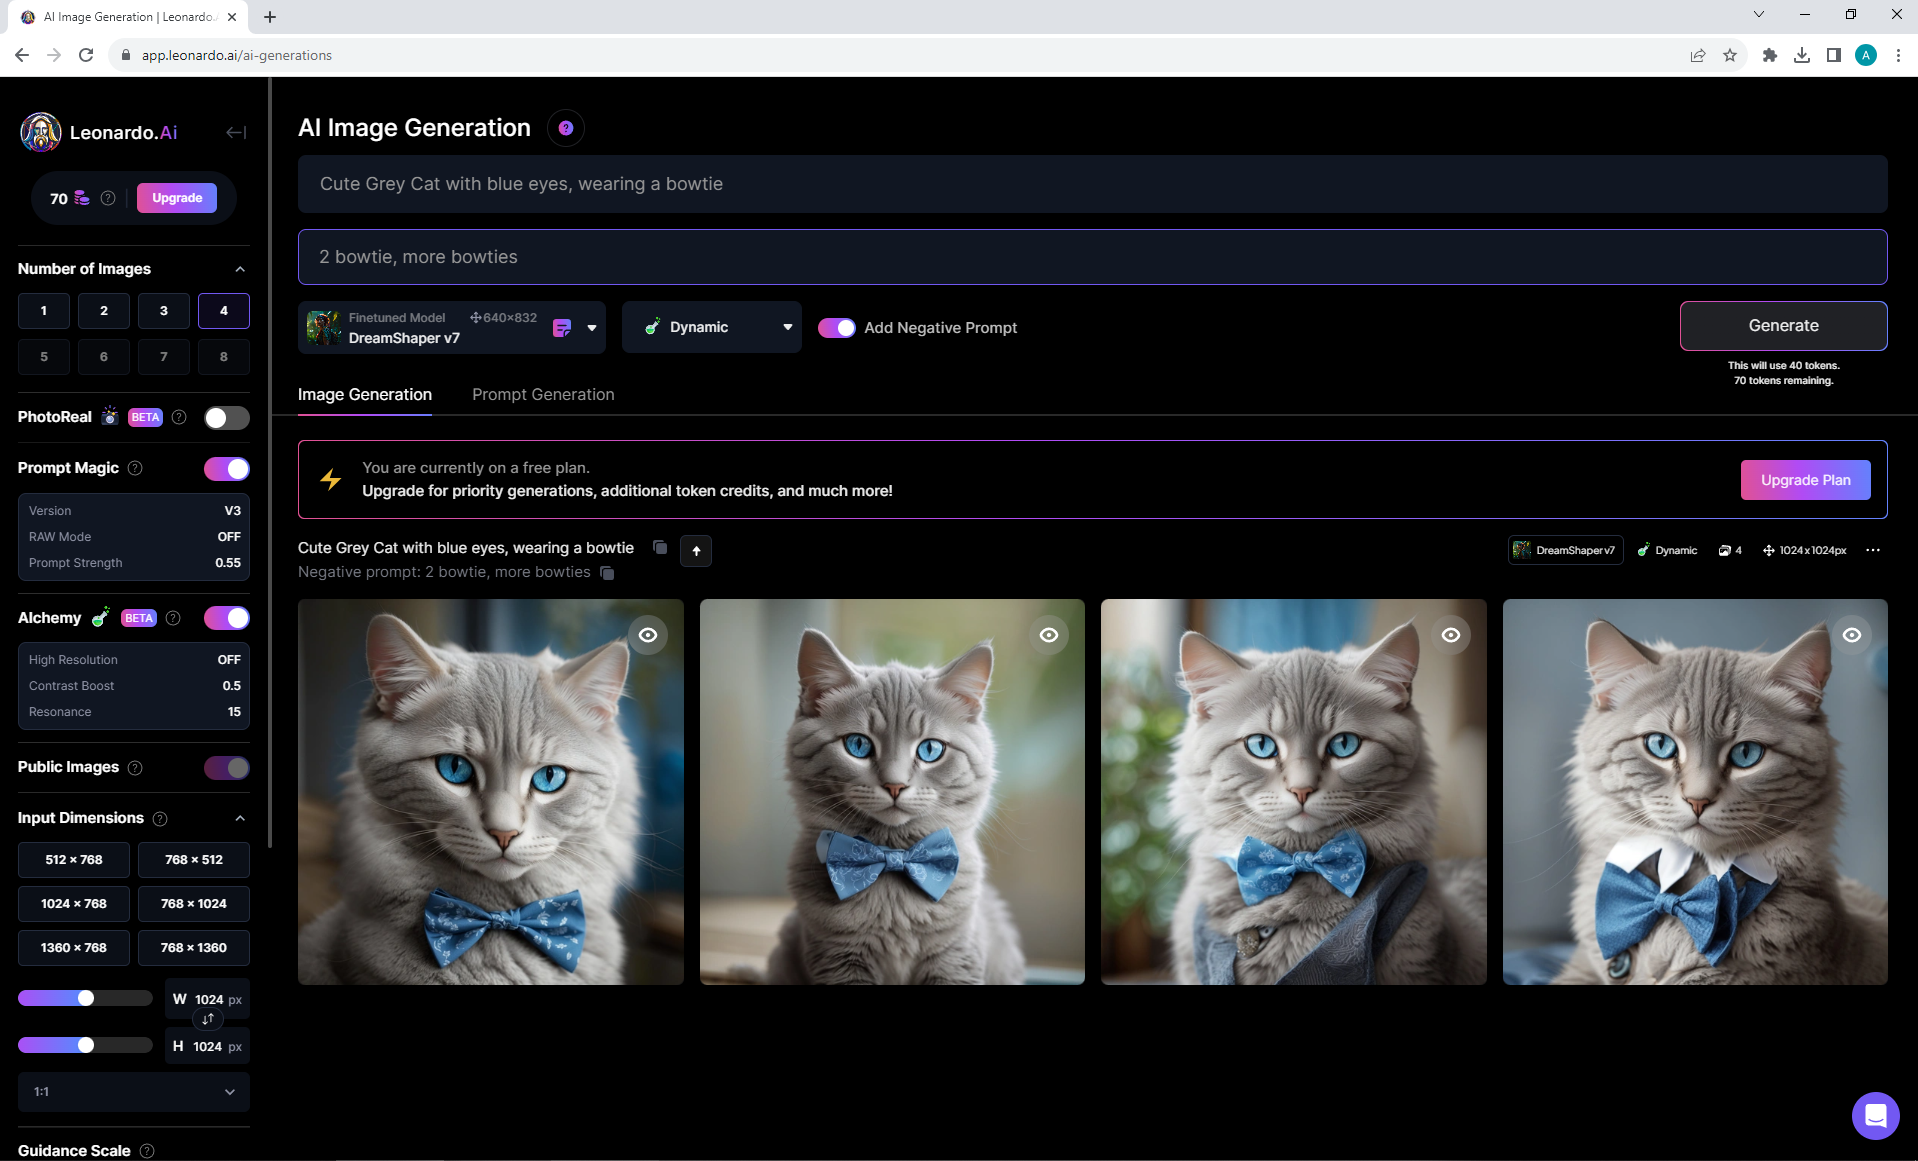 AI Image Generation | Leonardo.
app.leonardo.ai/ai-generations
A
Leonardo.Ai
70
Upgrade
Number of Images
1 2 3 4
5 6 7 8
PhotoReal BETA
Prompt Magic
Version V3
RAW Mode OFF
Prompt Strength 0.55
Alchemy BETA
High Resolution OFF
Contrast Boost 0.5
Resonance 15
Public Images
Input Dimensions
512 × 768 768 × 512
1024 × 768 768 × 1024
1360 × 768 768 × 1360
W 1024 px
H 1024 px
1:1
Guidance Scale
AI Image Generation
Cute Grey Cat with blue eyes, wearing a bowtie
2 bowtie, more bowties
Finetuned Model 640×832
DreamShaper v7
Dynamic
Add Negative Prompt
Generate
This will use 40 tokens.
70 tokens remaining.
Image Generation Prompt Generation
You are currently on a free plan.
Upgrade for priority generations, additional token credits, and much more!
Upgrade Plan
Cute Grey Cat with blue eyes, wearing a bowtie
Negative prompt: 2 bowtie, more bowties
DreamShaper v7 Dynamic 4 1024 x 1024px